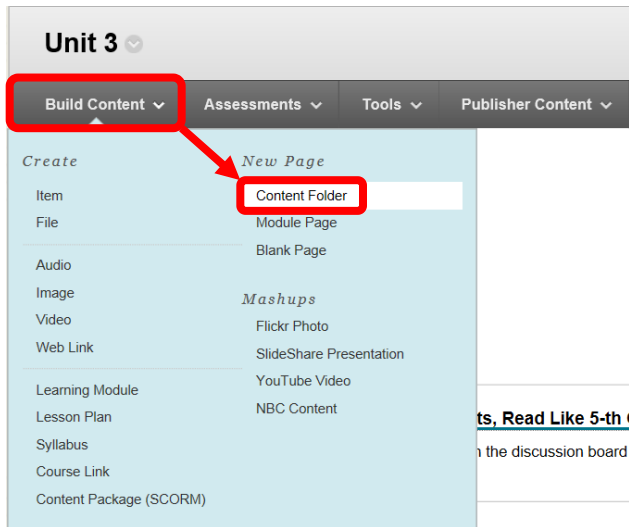 Unit 3
Build Content
Assessments
Tools
Publisher Content
Create
Item
File
Audio
Image
Video
Web Link
Learning Module
Lesson Plan
Syllabus
Course Link
Content Package (SCORM)
New Page
Content Folder
Module Page
Blank Page
Mashups
Flickr Photo
SlideShare Presentation
YouTube Video
NBC Content
ts, Read Like 5-th
the discussion board